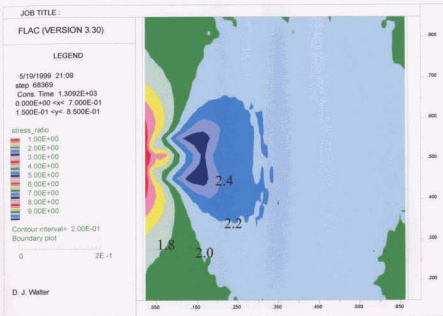 JOB TITLE :
FLAC (VERSION 3.30)
LEGEND
5/19/1999 21:09
step 68369
Cons. Time 1.3092E+03
0.000E+00 <x< 7.000E-01
1.500E-01 <y< 8.500E-01
stress_ratio
1.00E+00
2.00E+00
3.00E+00
4.00E+00
5.00E+00
6.00E+00
7.00E+00
8.00E+00
9.00E+00
Contour interval= 2.00E-01
Boundary plot
0 2E -1
D. J. Walter
2.4
2.2
1.8
2.0
.800
.700
.600
.500
.400
.300
.200
.050 .150 .250 .350 .450 .550 .650